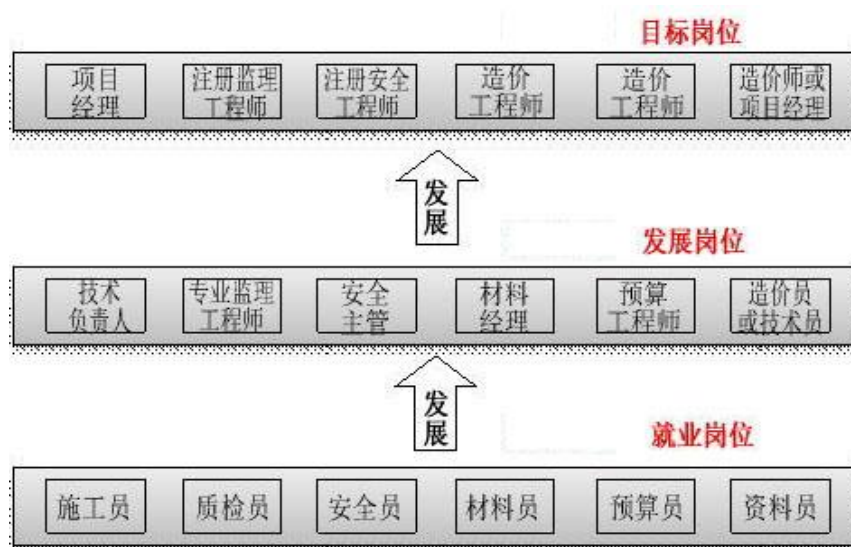 目标岗位
项目
经理
注册监理
工程师
注册安全
工程师
造价
工程师
造价
工程师
造价师或
项目经理
发
展
发展岗位
技术
负责人
专业监理
工程师
安全
主管
材料
经理
预算
工程师
造价员
或技术员
发
展
就业岗位
施工员
质检员
安全员
材料员
预算员
资料员